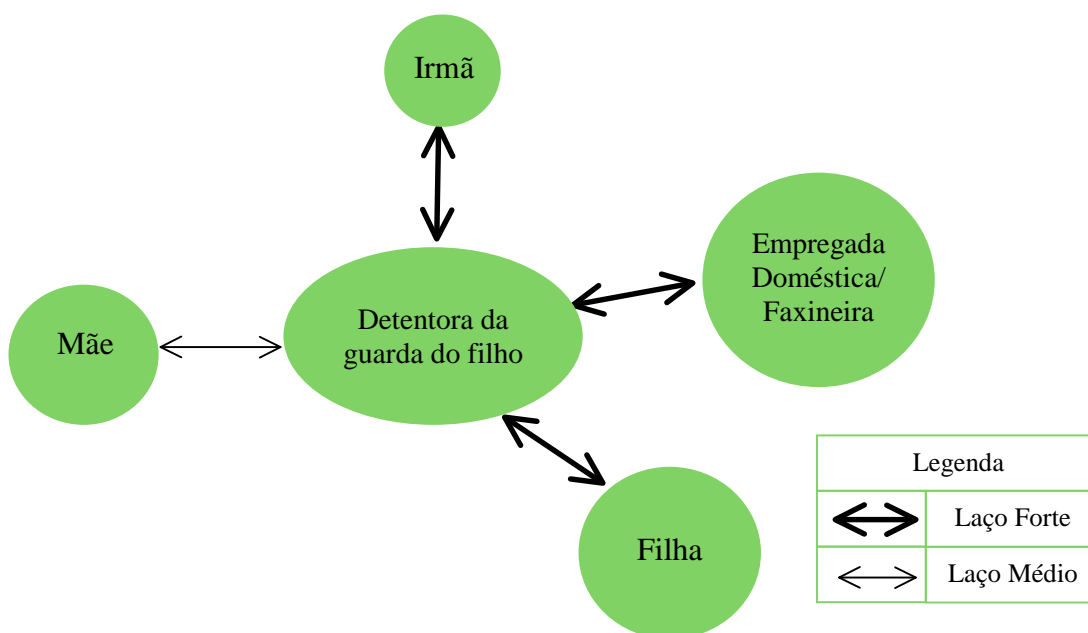 Irmã
Empregada
Doméstica/
Faxineira
Detentora da
guarda do filho
Mãe
Filha
Legenda
Laço Forte
Laço Médio